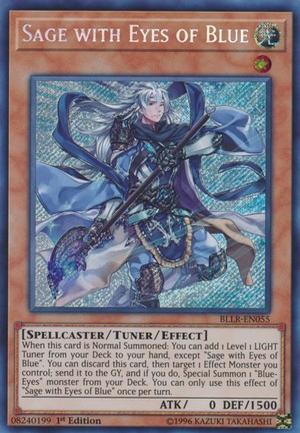 SAGE WITH EYES OF BLUE
BLLR-EN055
[SPELLCASTER/TUNER/EFFECT]
When this card is Normal Summoned: You can add 1 Level 1 LIGHT
Tuner from your Deck to your hand, except "Sage with Eyes of
Blue". You can discard this card, then target 1 Effect Monster you
control; send it to the GY, and if you do, Special Summon 1 "Blue-
Eyes" monster from your Deck. You can only use this effect of
"Sage with Eyes of Blue" once per turn.
ATK/ 0 DEF/1500
08240199 1st Edition ©1996 KAZUKI TAKAHASHI